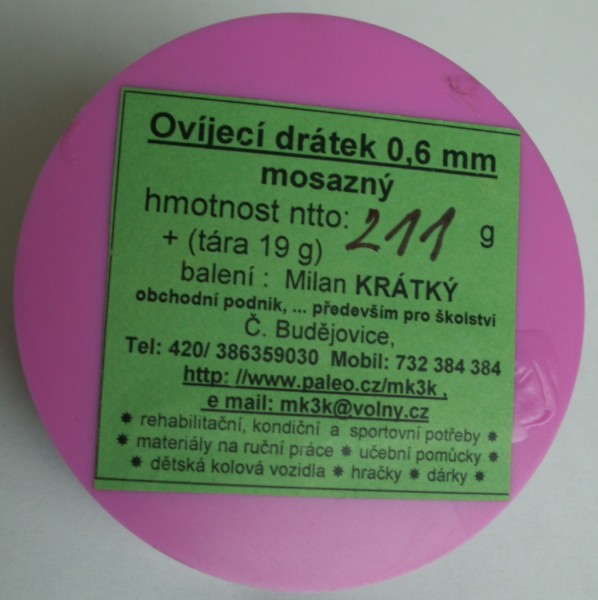 Ovíjecí drátek 0,6 mm
mosazný
hmotnost ntto: 211 g
+ (tára 19 g)
balení : Milan KRÁTKÝ
obchodní podnik, ... především pro školství
Č. Budějovice,
Tel: 420/ 386359030 Mobil: 732 384 384
http: //www.paleo.cz/mk3k ,
e mail: mk3k@volny.cz
✷ rehabilitační, kondiční a sportovní potřeby ✷
✷ materiály na ruční práce ✷ učební pomůcky ✷
✷ dětská kolová vozidla ✷ hračky ✷ dárky ✷